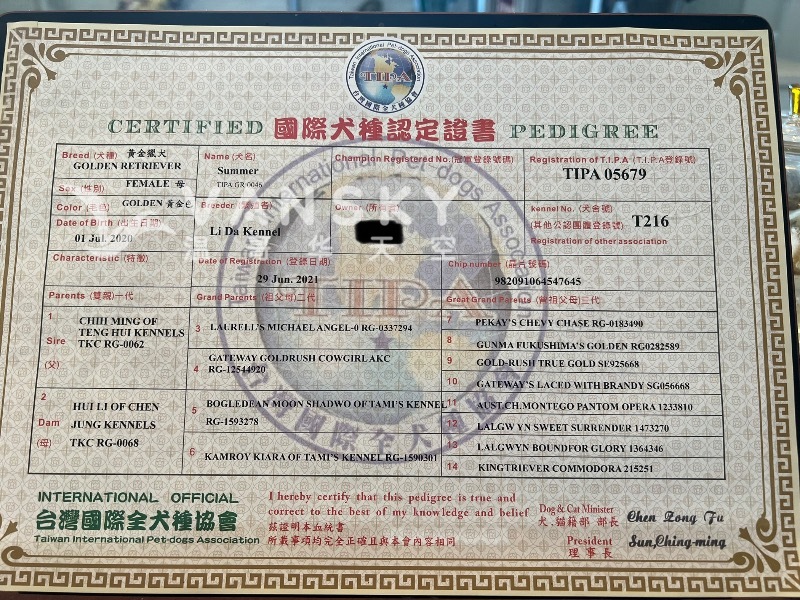 Taiwan International Pet-dogs Association
TIPA
台灣國際全犬種協會
CERTIFIED 國際犬種認定證書 PEDIGREE
Breed (犬種) 黃金獵犬
GOLDEN RETRIEVER
Name (犬名)
Summer
TIPA GR 0046
Champion Registered No. (冠軍登錄號碼)
Registration of T.I.P.A (T.I.P.A登錄號)
TIPA 05679
Sex (性別) FEMALE 母
Color (毛色) GOLDEN 黃金色
Breeder (繁殖者)
Li Da Kennel
Owner (所有者)
kennel No. (犬舍號)
(其他公認團體登錄號) T216
Registration of other association
Date of Birth (出生日期)
01 Jul. 2020
Characteristic (特徵)
Date of Registration (登錄日期)
29 Jun. 2021
Chip number (晶片號碼)
982091064547645
Parents (雙親)一代
Grand Parents (祖父母)二代
Great Grand Parents (曾祖父母)三代
1
Sire
(父)
CHIH MING OF
TENG HUI KENNELS
TKC RG-0062
2
Dam
(母)
HUI LI OF CHEN
JUNG KENNELS
TKC RG-0068
3 LAURELL'S MICHAELANGEL-0 RG-0337294
4 GATEWAY GOLDRUSH COWGIRLAKC
RG-12544920
5 BOGLEDEAN MOON SHADWO OF TAMI'S KENNEL
RG-1593278
6 KAMROY KIARA OF TAMI'S KENNEL RG-1590301
7 PEKAY'S CHEVY CHASE RG-0183490
8 GUNMA FUKUSHIMA'S GOLDEN RG0282589
9 GOLD-RUSH TRUE GOLD SE925668
10 GATEWAY'S LACED WITH BRANDY SG056668
11 AUST.CH.MONTEGO PANTOM OPERA 1233810
12 LALGW YN SWEET SURRENDER 1473270
13 LALGWYN BOUNDFOR GLORY 1364346
14 KINGTRIEVER COMMODORA 215251
INTERNATIONAL OFFICIAL
台灣國際全犬種協會
Taiwan International Pet-dogs Association
I hereby certify that this pedigree is true and
correct to the best of my knowledge and belief
茲證明本血統書
所載事項均完全正確且與本會內容相同
Dog & Cat Minister
犬.貓籍部 部長
Chen Zong Fu
President
理事長
Sun,Ching-ming